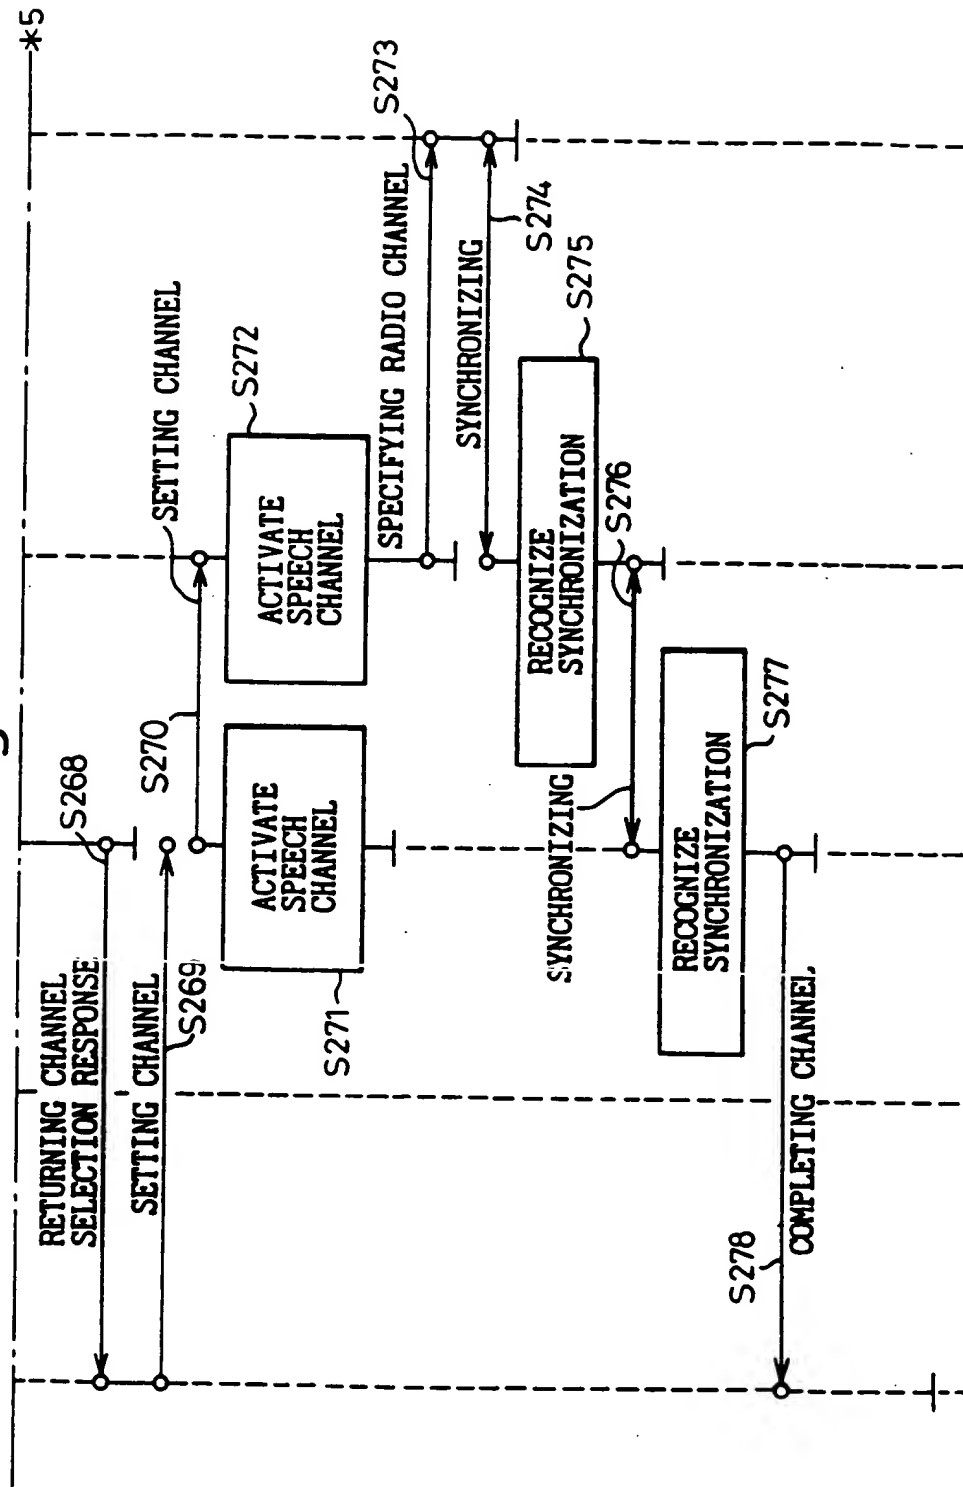 *5
S268
RETURNING CHANNEL
SELECTION RESPONSE
SETTING CHANNEL
S269
S270
SETTING CHANNEL
S271
ACTIVATE
SPEECH
CHANNEL
S272
ACTIVATE
SPEECH
CHANNEL
SPECIFYING RADIO CHANNEL
S273
SYNCHRONIZING
S274
S275
RECOGNIZE
SYNCHRONIZATION
SYNCHRONIZING
S276
RECOGNIZE
SYNCHRONIZATION
S277
S278
COMPLETING CHANNEL